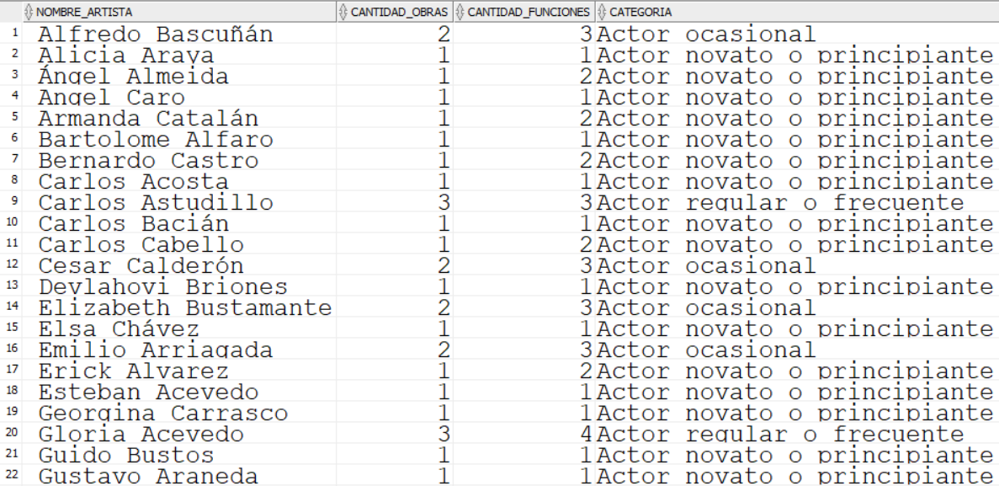 NOMBRE_ARTISTA CANTIDAD_OBRAS CANTIDAD_FUNCIONES CATEGORIA
1 Alfredo Bascuñán 2 3 Actor ocasional
2 Alicia Araya 1 1 Actor novato o principiante
3 Ángel Almeida 1 2 Actor novato o principiante
4 Angel Caro 1 1 Actor novato o principiante
5 Armanda Catalán 1 2 Actor novato o principiante
6 Bartolome Alfaro 1 1 Actor novato o principiante
7 Bernardo Castro 1 2 Actor novato o principiante
8 Carlos Acosta 1 1 Actor novato o principiante
9 Carlos Astudillo 3 3 Actor regular o frecuente
10 Carlos Bacián 1 1 Actor novato o principiante
11 Carlos Cabello 1 2 Actor novato o principiante
12 Cesar Calderón 2 3 Actor ocasional
13 Devlahovi Briones 1 1 Actor novato o principiante
14 Elizabeth Bustamante 2 3 Actor ocasional
15 Elsa Chávez 1 1 Actor novato o principiante
16 Emilio Arriagada 2 3 Actor ocasional
17 Erick Alvarez 1 2 Actor novato o principiante
18 Esteban Acevedo 1 1 Actor novato o principiante
19 Georgina Carrasco 1 1 Actor novato o principiante
20 Gloria Acevedo 3 4 Actor regular o frecuente
21 Guido Bustos 1 1 Actor novato o principiante
22 Gustavo Araneda 1 1 Actor novato o principiante